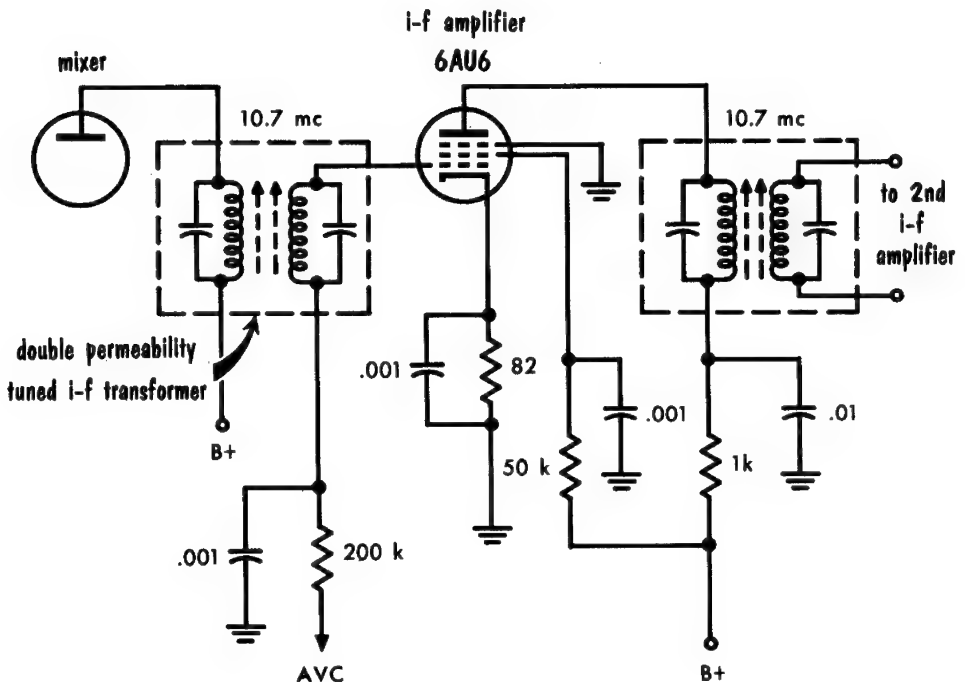 i-f amplifier
6AU6
mixer
10.7 mc
10.7 mc
to 2nd
i-f
amplifier
double permeability
tuned i-f transformer
.001
82
.001
.01
B+
50 k
1k
.001
200 k
AVC
B+